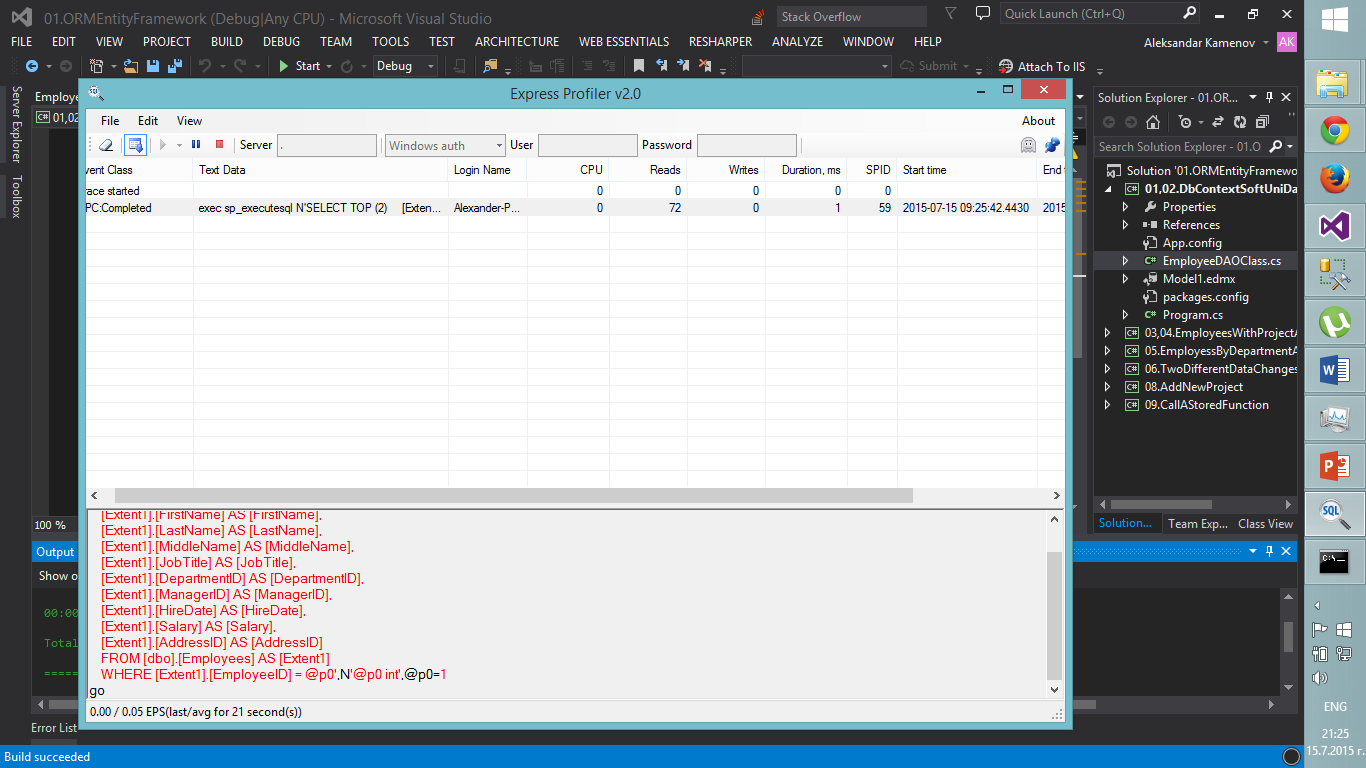 01.ORMEntityFramework (Debug|Any CPU) - Microsoft Visual Studio
Stack Overflow
Quick Launch (Ctrl+Q)
FILE EDIT VIEW PROJECT BUILD DEBUG TEAM TOOLS TEST ARCHITECTURE WEB ESSENTIALS RESHARPER ANALYZE WINDOW HELP
Aleksandar Kamenov AK
Start Debug Submit Attach To IIS
Server Explorer
Toolbox
Employe
C# 01,02
Express Profiler v2.0
File Edit View About
Server . Windows auth User Password
vent Class Text Data Login Name CPU Reads Writes Duration, ms SPID Start time End
race started 0 0 0 0 0
PC:Completed exec sp_executesql N'SELECT TOP (2) [Exten... Alexander-P... 0 72 0 1 59 2015-07-15 09:25:42.4430 2015
[Extent1].[FirstName] AS [FirstName],
[Extent1].[LastName] AS [LastName],
[Extent1].[MiddleName] AS [MiddleName],
[Extent1].[JobTitle] AS [JobTitle],
[Extent1].[DepartmentID] AS [DepartmentID],
[Extent1].[ManagerID] AS [ManagerID],
[Extent1].[HireDate] AS [HireDate],
[Extent1].[Salary] AS [Salary],
[Extent1].[AddressID] AS [AddressID]
FROM [dbo].[Employees] AS [Extent1]
WHERE [Extent1].[EmployeeID] = @p0',N'@p0 int',@p0=1
go
0.00 / 0.05 EPS(last/avg for 21 second(s))
Solution Explorer - 01.OR...
Search Solution Explorer - 01.O
Solution '01.ORMEntityFramewo
C# 01,02.DbContextSoftUniDa
Properties
References
App.config
C# EmployeeDAOClass.cs
Model1.edmx
packages.config
C# Program.cs
C# 03,04.EmployeesWithProjectA
C# 05.EmployessByDepartmentA
C# 06.TwoDifferentDataChanges
C# 08.AddNewProject
C# 09.CallAStoredFunction
Solution... Team Exp... Class View
100 %
Output
Show o
00:00
Total
=====
Error List
Build succeeded
SQL
ENG
21:25
15.7.2015 г.